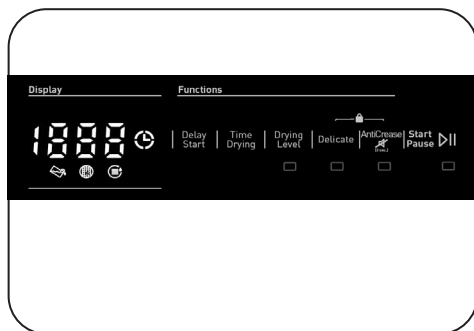 Display
Functions
1888
Delay
Start
Time
Drying
Drying
Level
Delicate
AntiCrease
Start
Pause